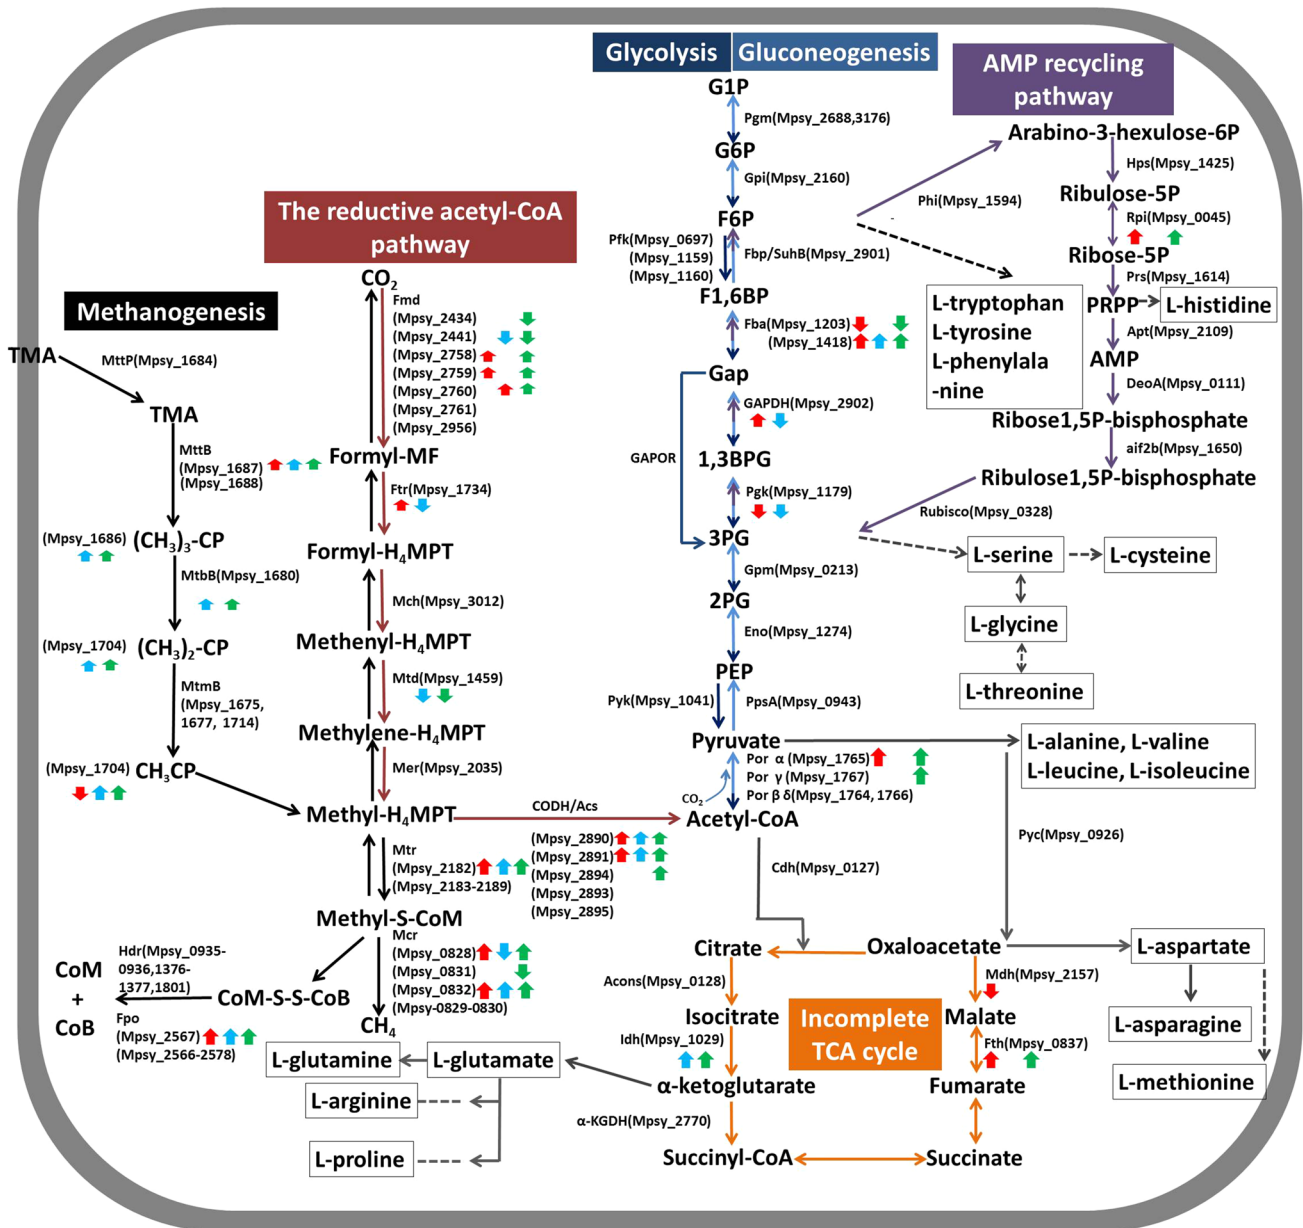 Glycolysis
Gluconeogenesis
G1P
Pgm(Mpsy_2688,3176)
G6P
Gpi(Mpsy_2160)
F6P
Pfk(Mpsy_0697)
(Mpsy_1159)
(Mpsy_1160)
Fbp/SuhB(Mpsy_2901)
F1,6BP
Fba(Mpsy_1203)
(Mpsy_1418)
Gap
GAPDH(Mpsy_2902)
GAPOR
1,3BPG
Pgk(Mpsy_1179)
3PG
Gpm(Mpsy_0213)
2PG
Eno(Mpsy_1274)
PEP
Pyk(Mpsy_1041)
PpsA(Mpsy_0943)
Pyruvate
Por α (Mpsy_1765)
Por γ (Mpsy_1767)
Por β δ(Mpsy_1764, 1766)
CO₂
Acetyl-CoA
AMP recycling
pathway
Arabino-3-hexulose-6P
Hps(Mpsy_1425)
Phi(Mpsy_1594)
Ribulose-5P
Rpi(Mpsy_0045)
Ribose-5P
Prs(Mpsy_1614)
PRPP
L-histidine
Apt(Mpsy_2109)
AMP
DeoA(Mpsy_0111)
Ribose1,5P-bisphosphate
aif2b(Mpsy_1650)
Ribulose1,5P-bisphosphate
Rubisco(Mpsy_0328)
L-tryptophan
L-tyrosine
L-phenylala
-nine
L-serine
L-cysteine
L-glycine
L-threonine
L-alanine, L-valine
L-leucine, L-isoleucine
Pyc(Mpsy_0926)
The reductive acetyl-CoA
pathway
CO₂
Fmd
(Mpsy_2434)
(Mpsy_2441)
(Mpsy_2758)
(Mpsy_2759)
(Mpsy_2760)
(Mpsy_2761)
(Mpsy_2956)
Formyl-MF
Ftr(Mpsy_1734)
Formyl-H₄MPT
Mch(Mpsy_3012)
Methenyl-H₄MPT
Mtd(Mpsy_1459)
Methylene-H₄MPT
Mer(Mpsy_2035)
Methyl-H₄MPT
CODH/Acs
(Mpsy_2890)
(Mpsy_2891)
(Mpsy_2894)
(Mpsy_2893)
(Mpsy_2895)
Methanogenesis
TMA
MttP(Mpsy_1684)
TMA
MttB
(Mpsy_1687)
(Mpsy_1688)
(Mpsy_1686)
(CH₃)₃-CP
MtbB(Mpsy_1680)
(Mpsy_1704)
(CH₃)₂-CP
MtmB
(Mpsy_1675,
1677, 1714)
(Mpsy_1704)
CH₃CP
Mtr
(Mpsy_2182)
(Mpsy_2183-2189)
Methyl-S-CoM
Mcr
(Mpsy_0828)
(Mpsy_0831)
(Mpsy_0832)
(Mpsy-0829-0830)
CH₄
Hdr(Mpsy_0935-
0936,1376-
1377,1801)
CoM
+
CoB
CoM-S-S-CoB
Fpo
(Mpsy_2567)
(Mpsy_2566-2578)
Cdh(Mpsy_0127)
Citrate
Oxaloacetate
L-aspartate
Acons(Mpsy_0128)
Mdh(Mpsy_2157)
Isocitrate
Incomplete
TCA cycle
Malate
L-asparagine
Idh(Mpsy_1029)
Fth(Mpsy_0837)
L-glutamine
L-glutamate
α-ketoglutarate
Fumarate
L-methionine
L-arginine
α-KGDH(Mpsy_2770)
L-proline
Succinyl-CoA
Succinate